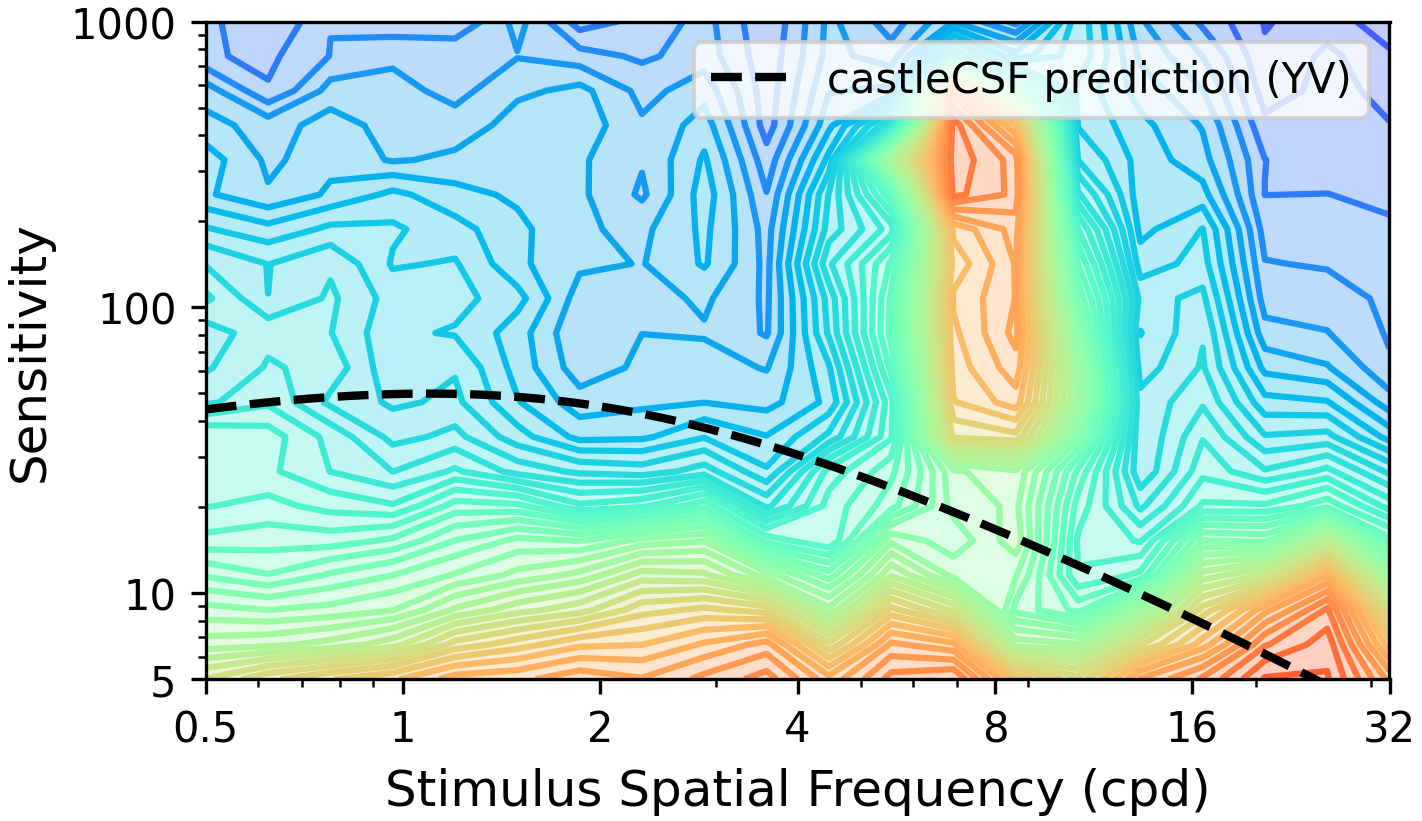 1000
castleCSF prediction (YV)
Sensitivity
100
10
5
0.5 1 2 4 8 16 32
Stimulus Spatial Frequency (cpd)